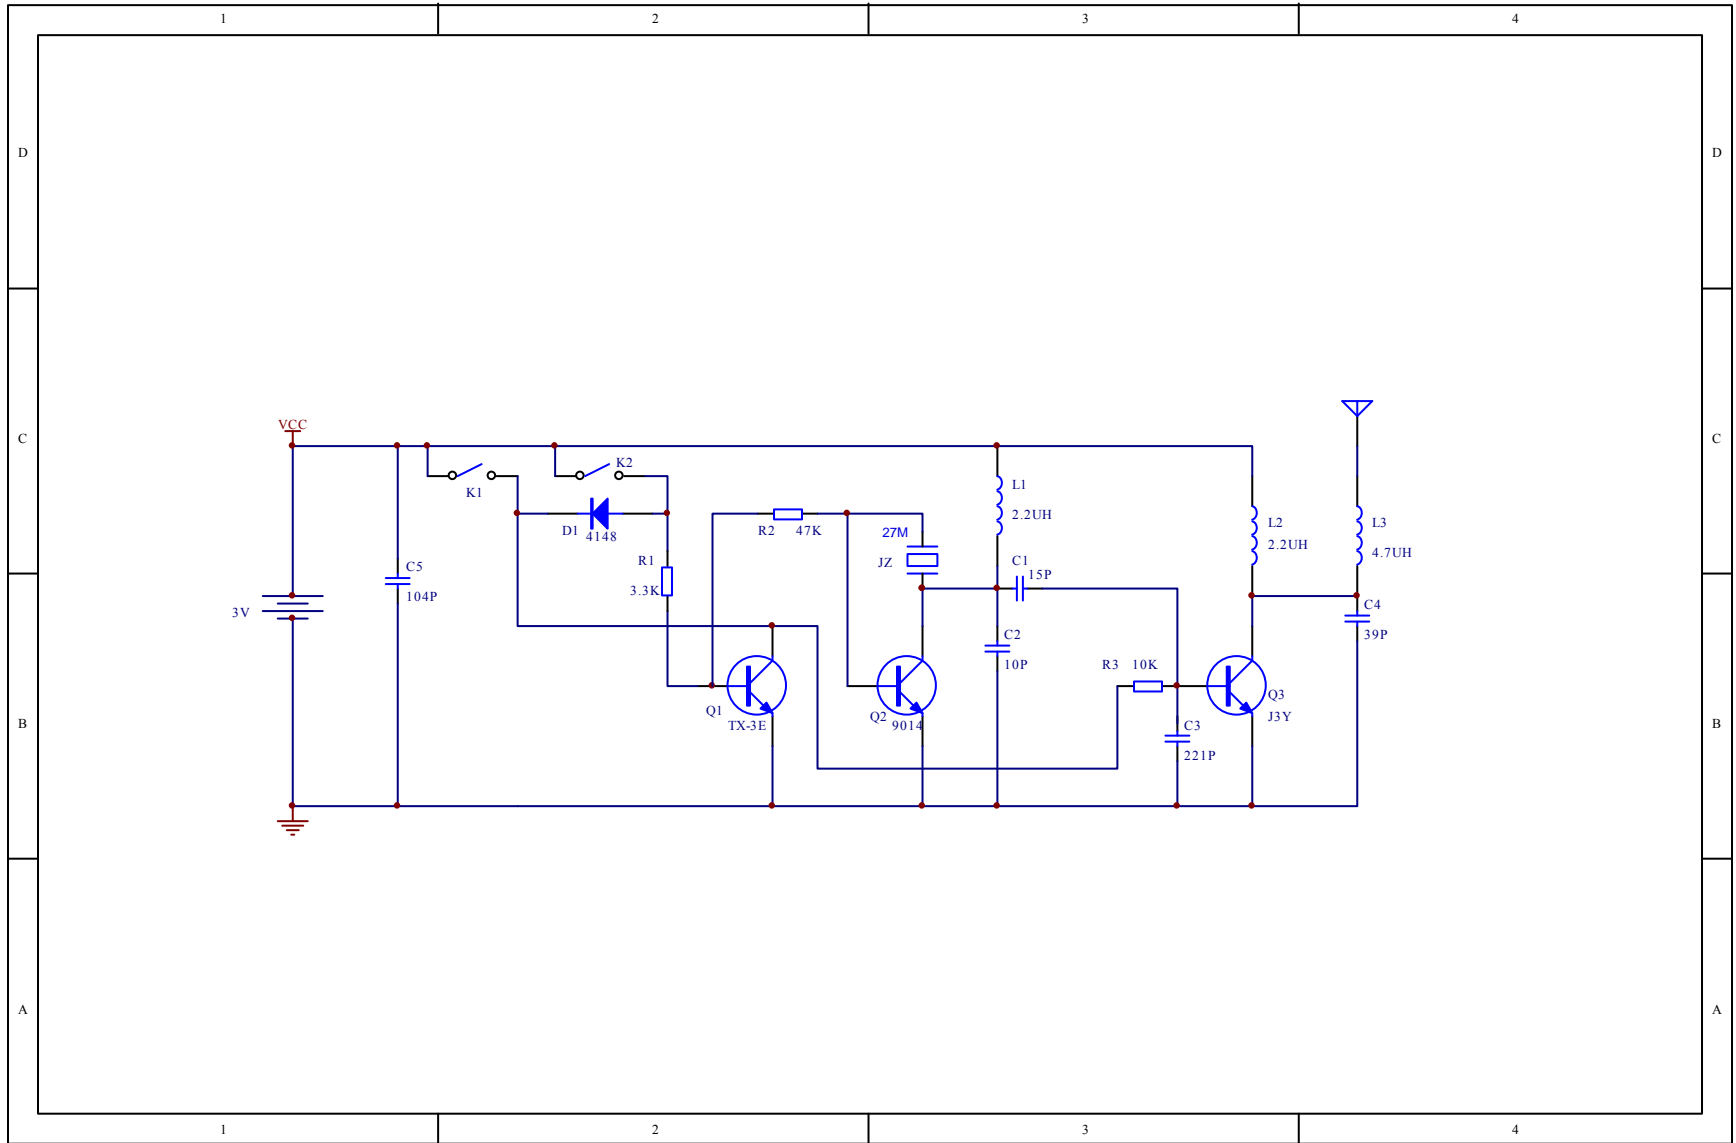 1 2 3 4
D D
C C
B B
A A
VCC
K2
K1
L1
2.2UH
D1 4148
R2 47K
27M
JZ
L2
2.2UH
L3
4.7UH
R1
3.3K
C1
15P
C5
104P
3V
C4
39P
C2
10P
R3 10K
Q1
TX-3E
Q2 9014
Q3
J3Y
C3
221P
1 2 3 4